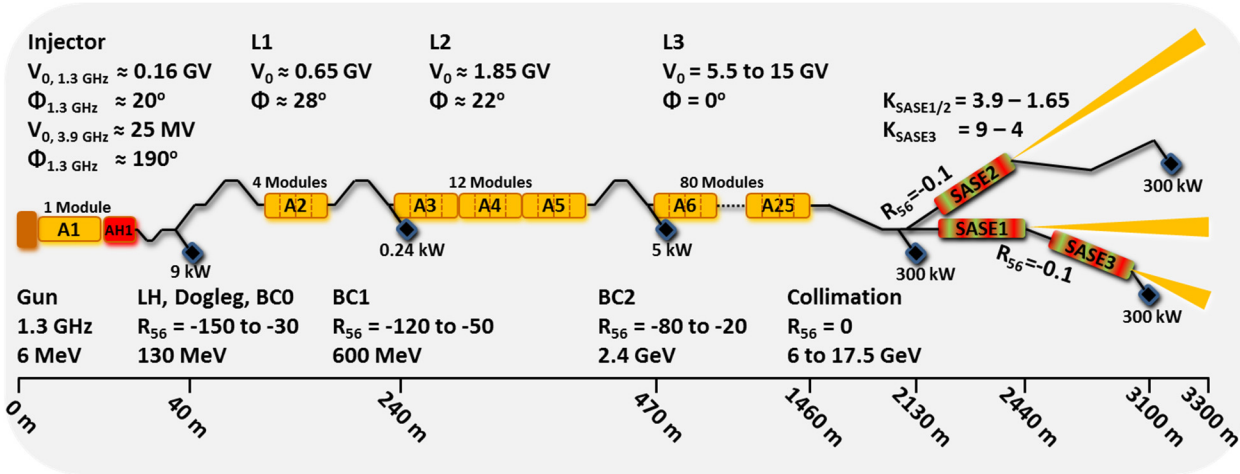 Injector
V0, 1.3 GHz ≈ 0.16 GV
Φ1.3 GHz ≈ 20º
V0, 3.9 GHz ≈ 25 MV
Φ1.3 GHz ≈ 190º
L1
V0 ≈ 0.65 GV
Φ ≈ 28º
L2
V0 ≈ 1.85 GV
Φ ≈ 22º
L3
V0 = 5.5 to 15 GV
Φ = 0º
KSASE1/2 = 3.9 – 1.65
KSASE3 = 9 – 4
1 Module
A1
AH1
4 Modules
A2
12 Modules
A3
A4
A5
80 Modules
A6
A25
R56=-0.1
SASE2
SASE1
R56=-0.1
SASE3
9 kW
0.24 kW
5 kW
300 kW
300 kW
300 kW
Gun
1.3 GHz
6 MeV
LH, Dogleg, BC0
R56 = -150 to -30
130 MeV
BC1
R56 = -120 to -50
600 MeV
BC2
R56 = -80 to -20
2.4 GeV
Collimation
R56 = 0
6 to 17.5 GeV
0 m
40 m
240 m
470 m
1460 m
2130 m
2440 m
3100 m
3300 m